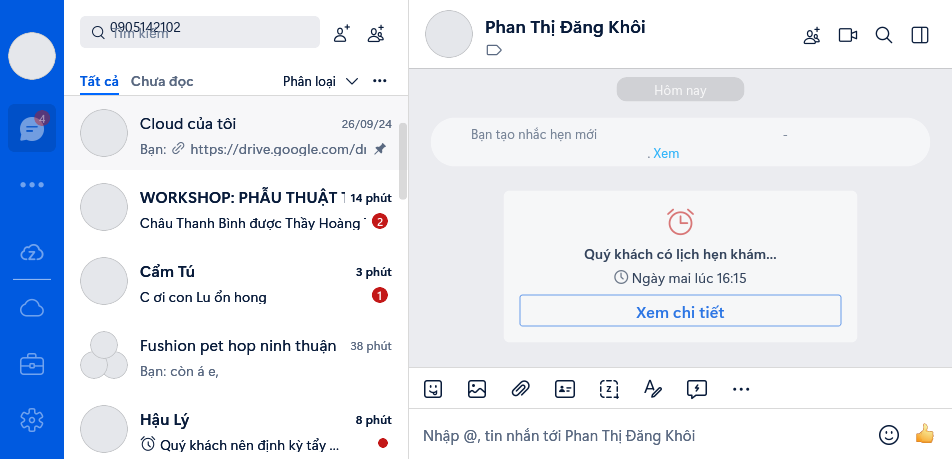 0905142102
Tìm kiếm
Tất cả Chưa đọc Phân loại
4
Cloud của tôi 26/09/24
Bạn: https://drive.google.com/dr
WORKSHOP: PHẪU THUẬT T 14 phút
Châu Thanh Bình được Thầy Hoàng T 2
Cẩm Tú 3 phút
C ơi con Lu ổn hong 1
Fushion pet hop ninh thuận 38 phút
Bạn: còn á e,
Hậu Lý 8 phút
Quý khách nên định kỳ tẩy ...
Phan Thị Đăng Khôi
Hôm nay
Bạn tạo nhắc hẹn mới -
. Xem
Quý khách có lịch hẹn khám...
Ngày mai lúc 16:15
Xem chi tiết
Nhập @, tin nhắn tới Phan Thị Đăng Khôi